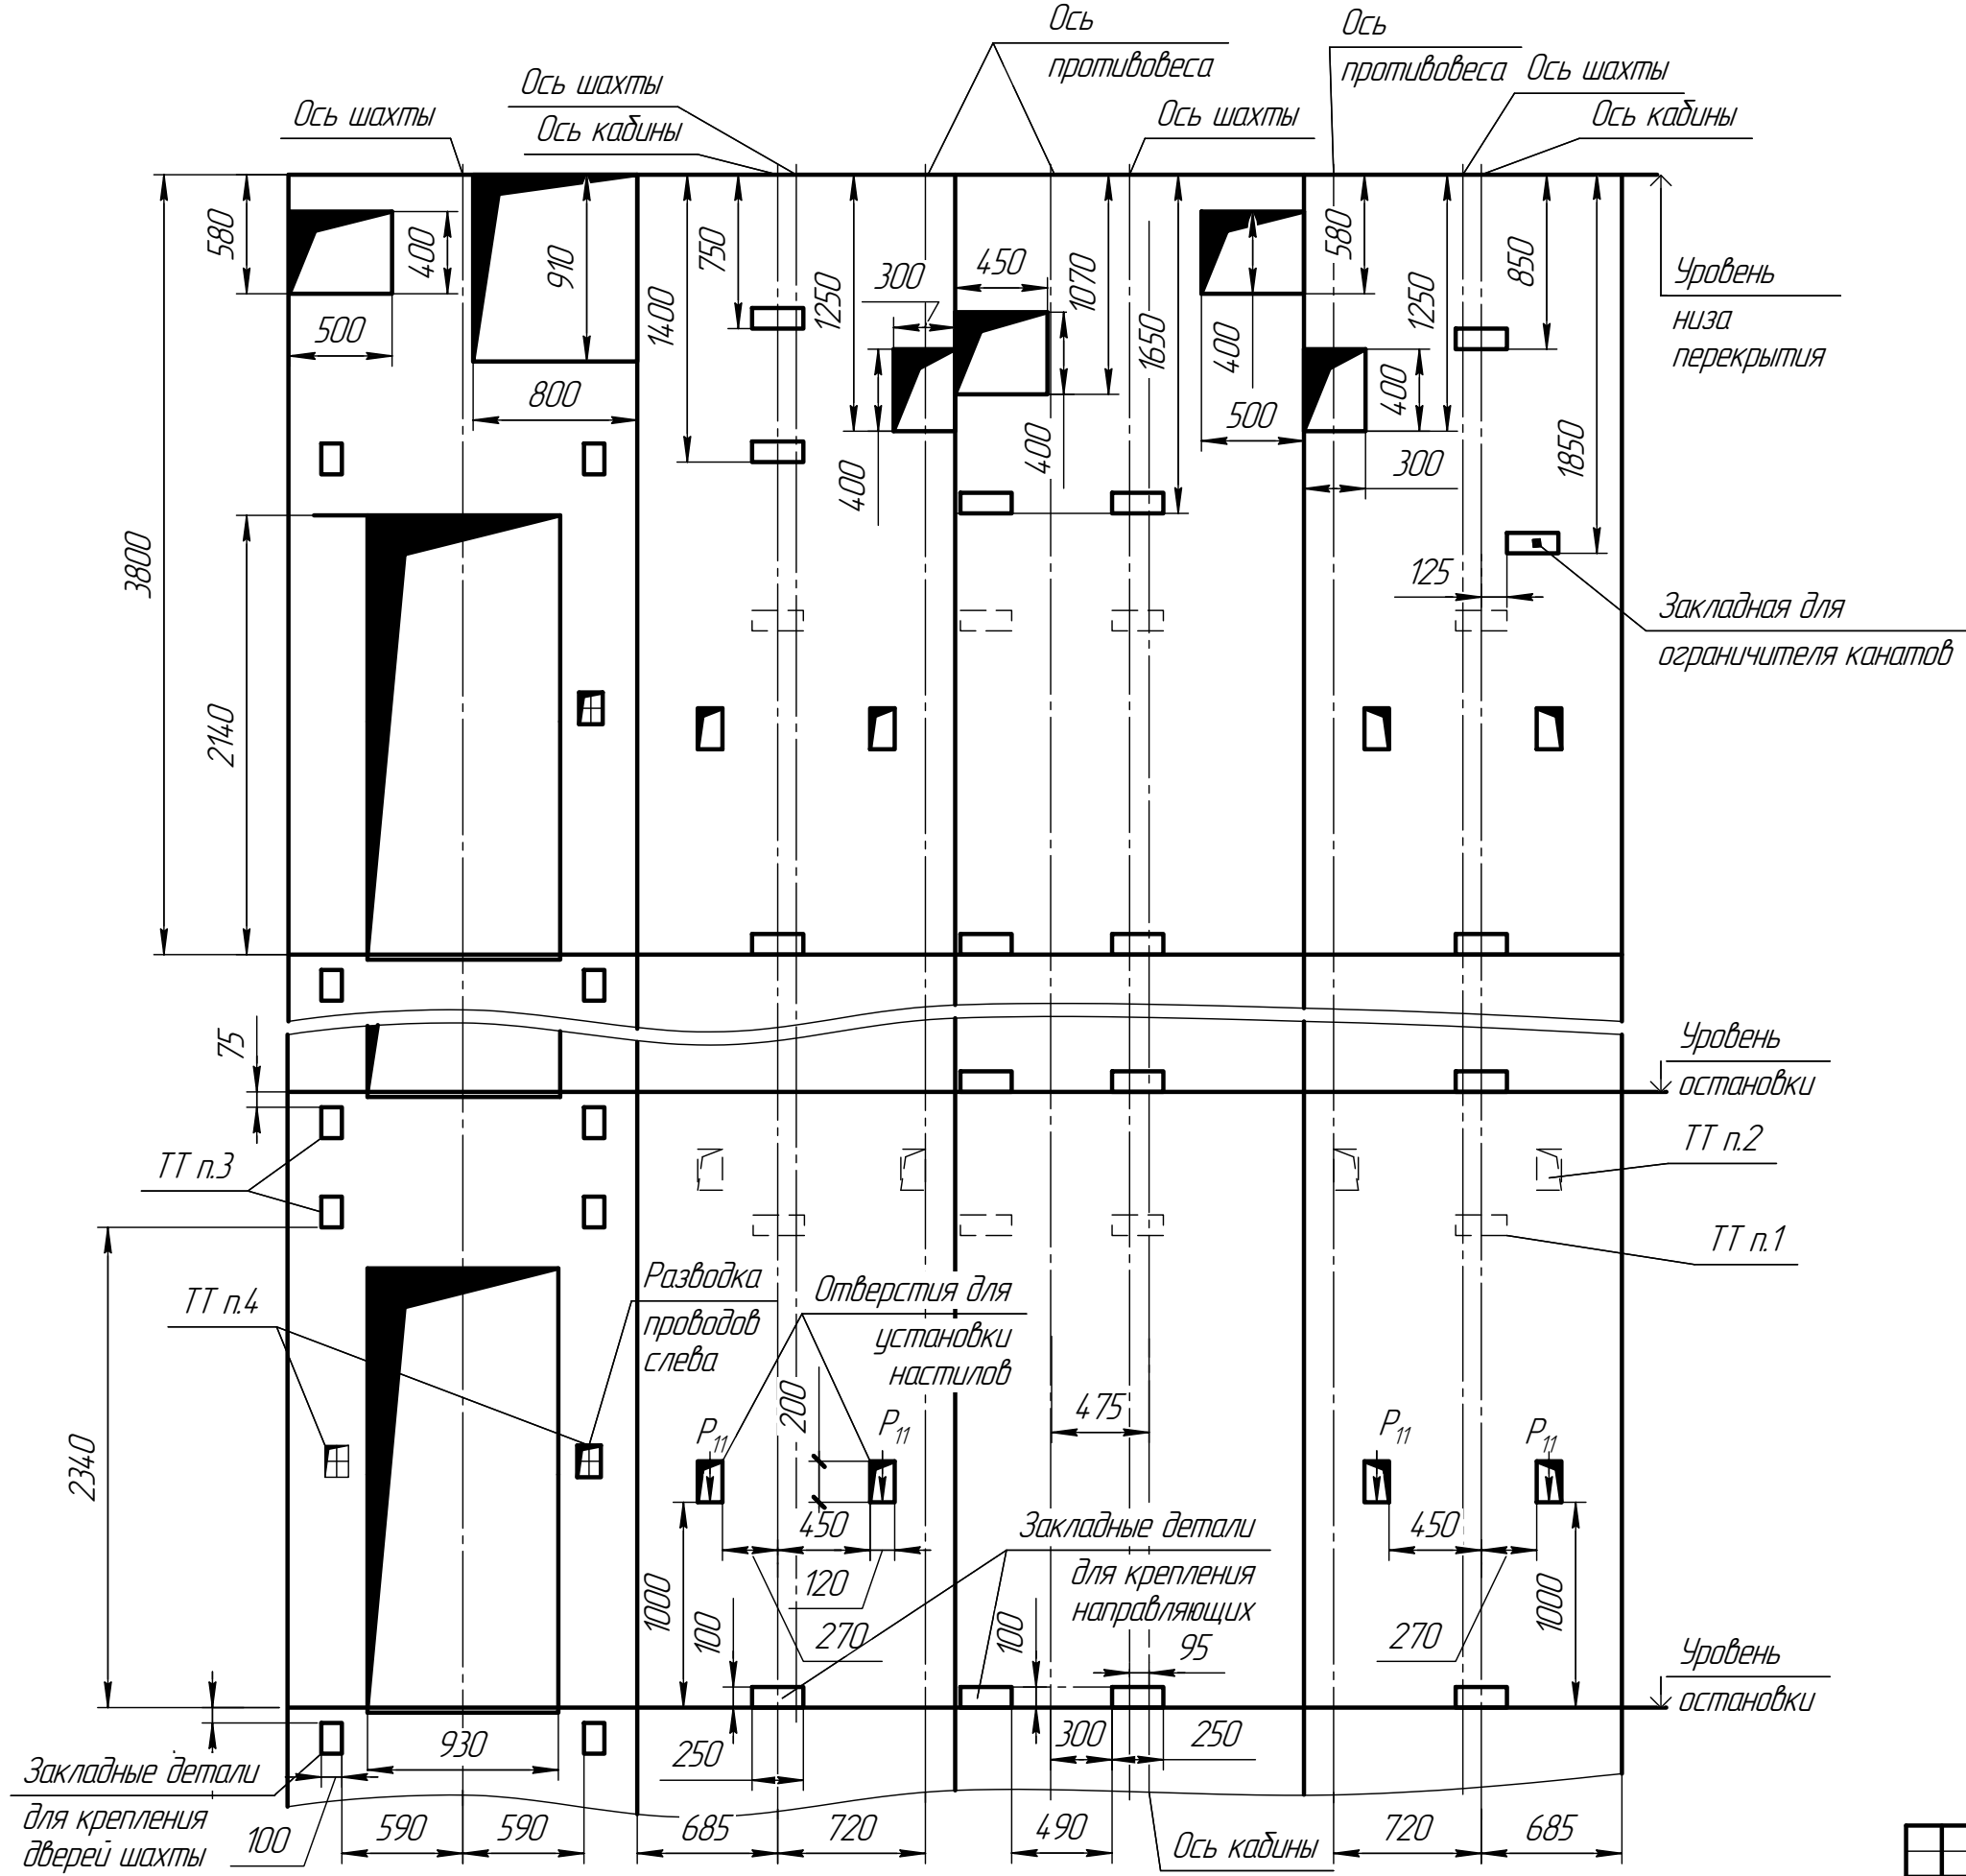 Ось
противовеса
Ось
противовеса
Ось шахты
Ось шахты
Ось кабины
Ось шахты
Ось шахты
Ось кабины
580
400
500
910
800
750
1400
1250
300
400
450
1070
400
1650
400
500
580
1250
400
300
850
1850
125
Уровень
низа
перекрытия
Закладная для
ограничителя канатов
3800
2140
75
Уровень
остановки
ТТ п.3
ТТ п.2
ТТ п.1
ТТ п.4
Разводка
проводов
слева
Отверстия для
установки
настилов
2340
P11
200
P11
475
P11
P11
450
120
270
1000
100
Закладные детали
для крепления
направляющих
100
95
450
270
1000
Уровень
остановки
930
250
300
250
Закладные детали
для крепления
дверей шахты
100
590
590
685
720
490
Ось кабины
720
685